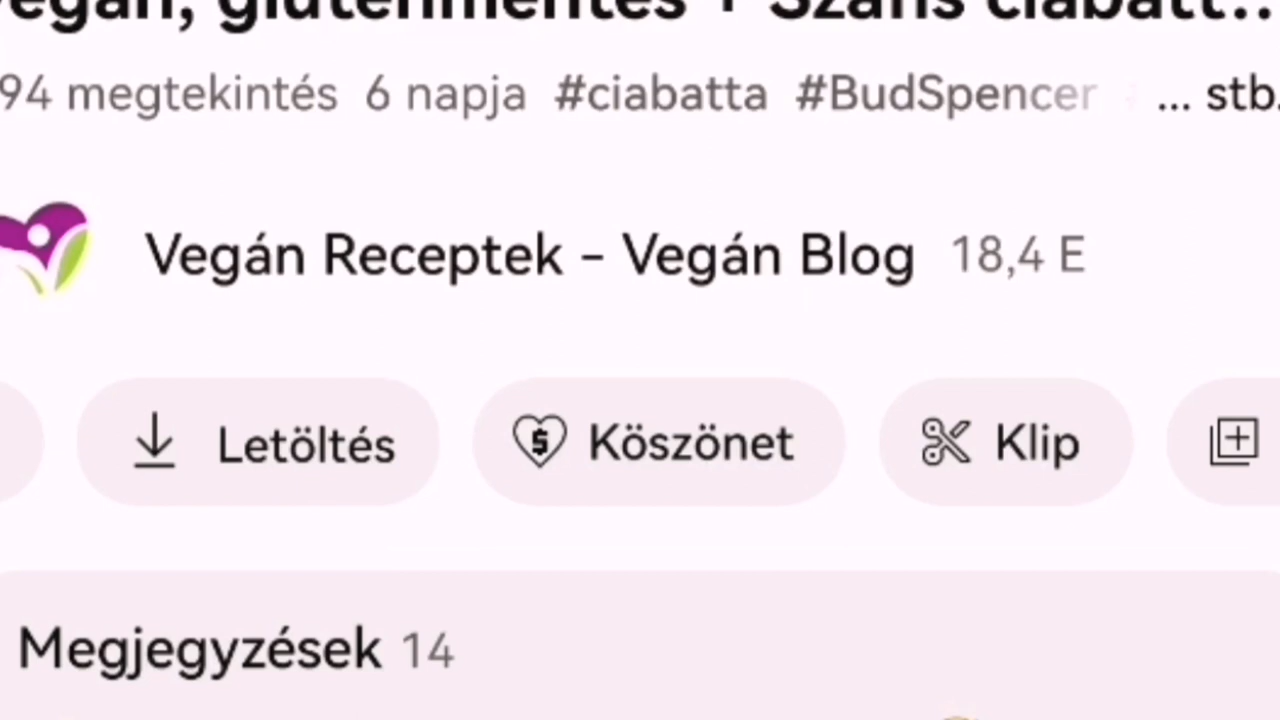 vegán, gluténmentes + Szafis ciabatt...
94 megtekintés 6 napja #ciabatta #BudSpencer ... stb.
Vegán Receptek – Vegán Blog 18,4 E
Letöltés Köszönet Klip
Megjegyzések 14